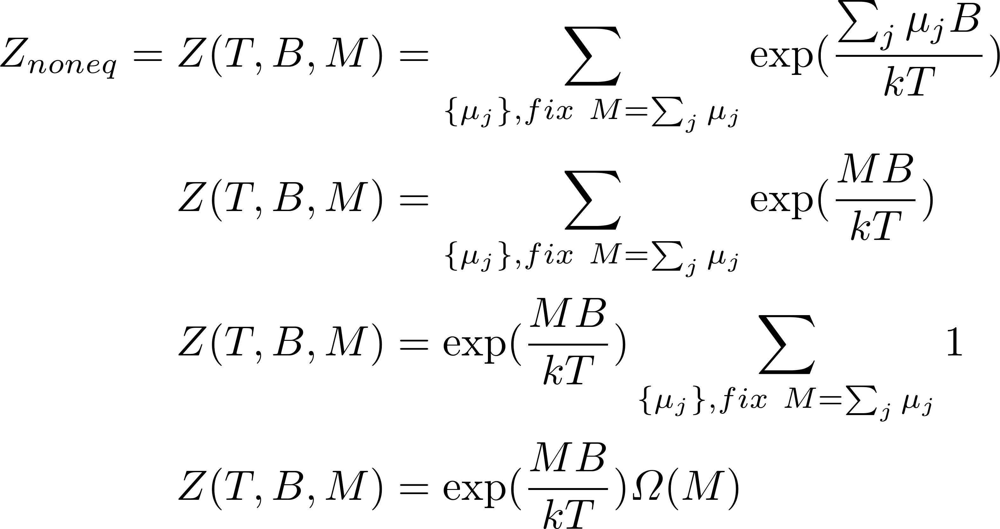 $Z_{noneq} = Z(T, B, M) = \sum_{\{\mu_j\}, fix \ M = \sum_j \mu_j} \exp(\frac{\sum_j \mu_j B}{kT})$
$Z(T, B, M) = \sum_{\{\mu_j\}, fix \ M = \sum_j \mu_j} \exp(\frac{MB}{kT})$
$Z(T, B, M) = \exp(\frac{MB}{kT}) \sum_{\{\mu_j\}, fix \ M = \sum_j \mu_j} 1$
$Z(T, B, M) = \exp(\frac{MB}{kT}) \varOmega(M)$